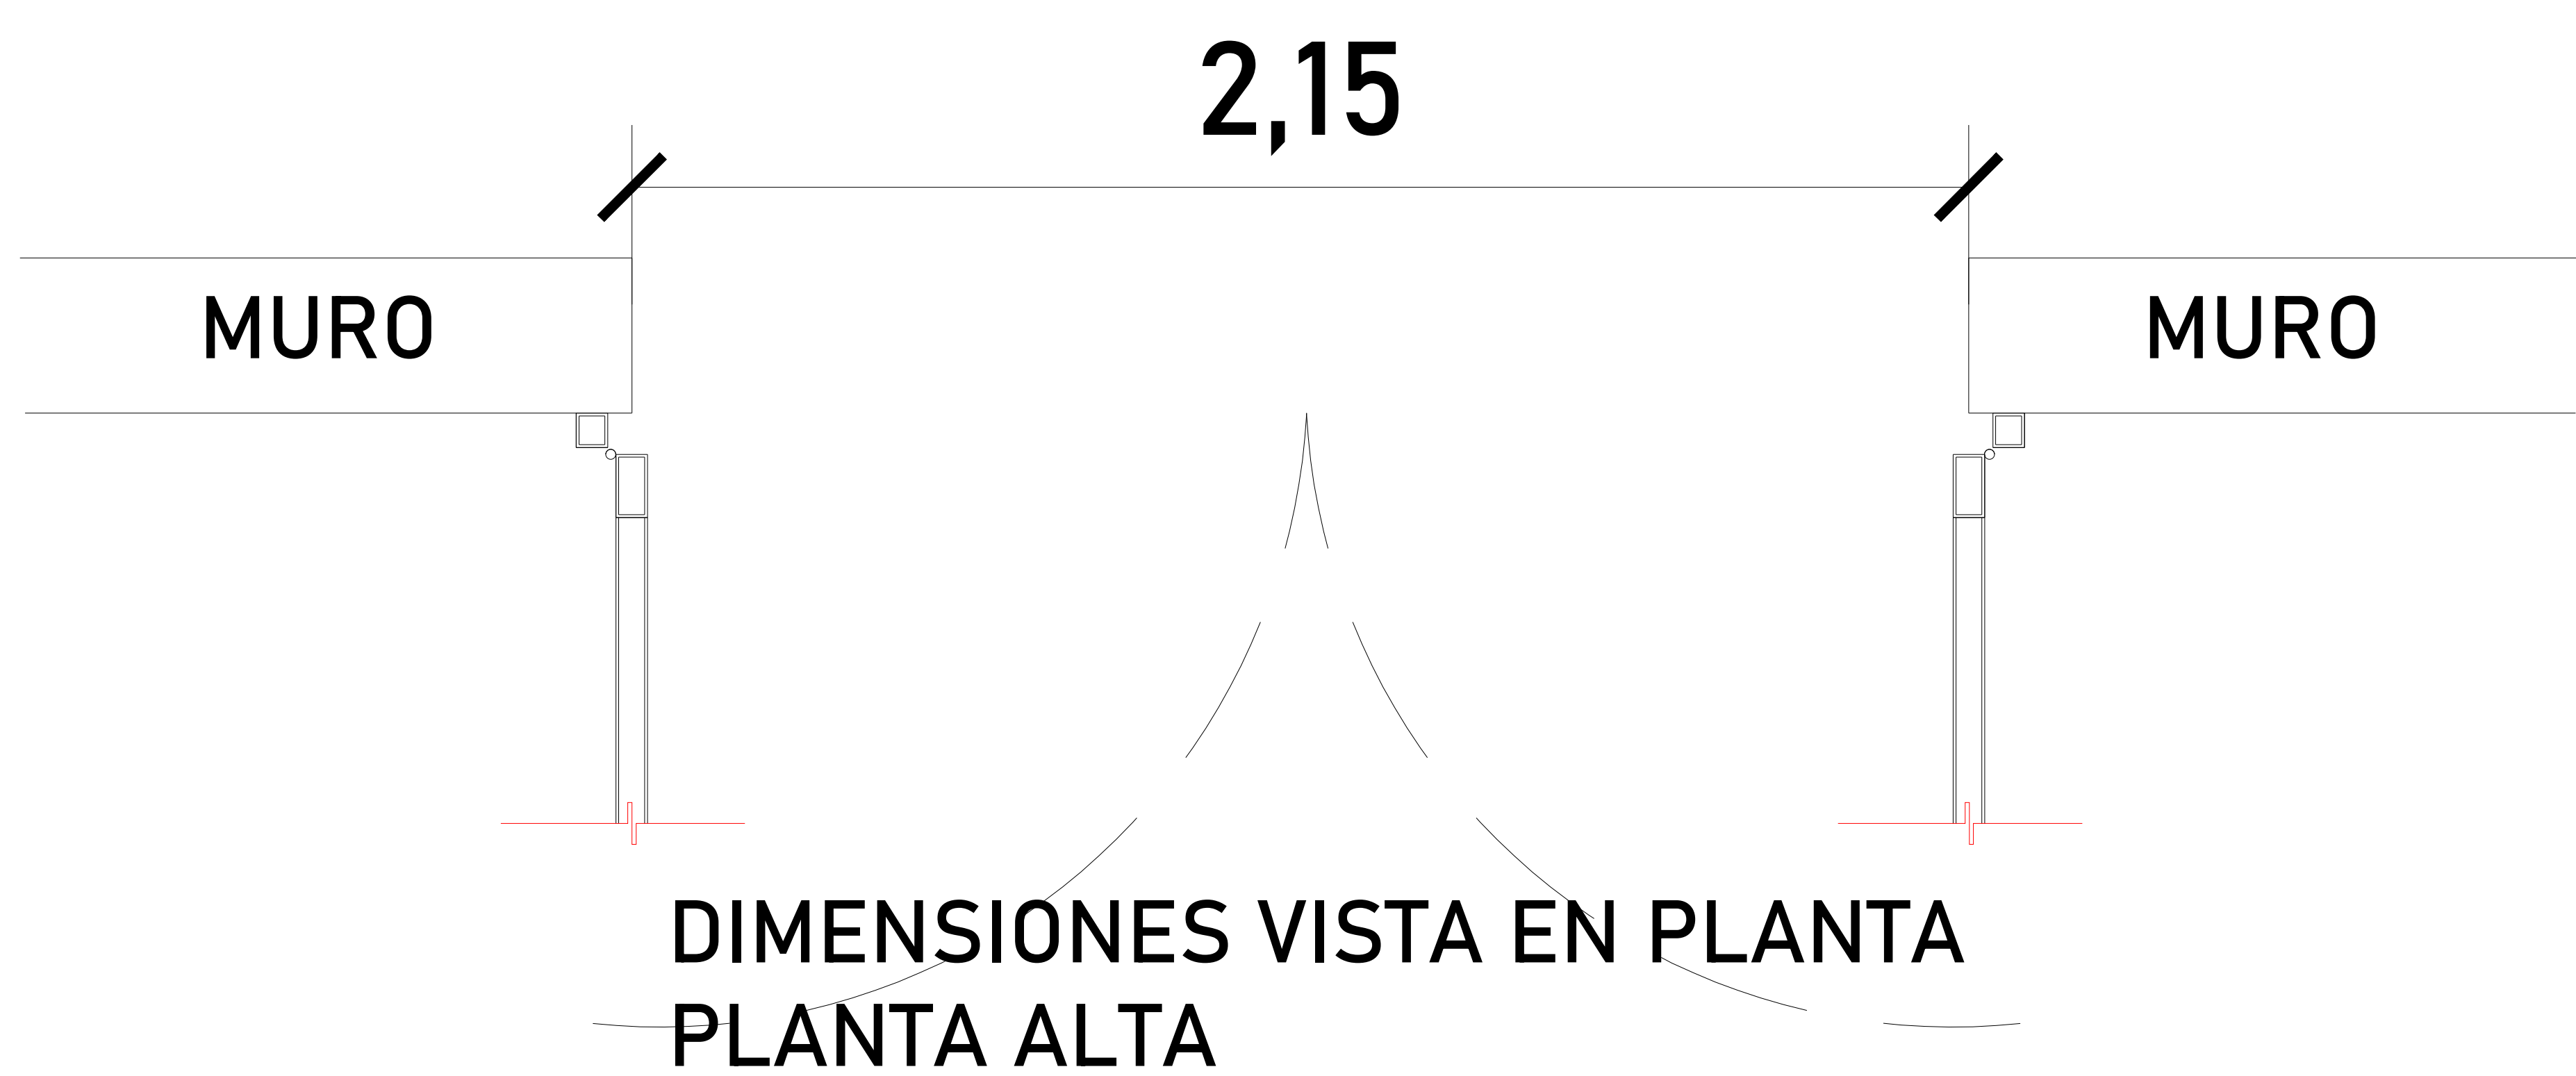 2,15
MURO
MURO
DIMENSIONES VISTA EN PLANTA
PLANTA ALTA